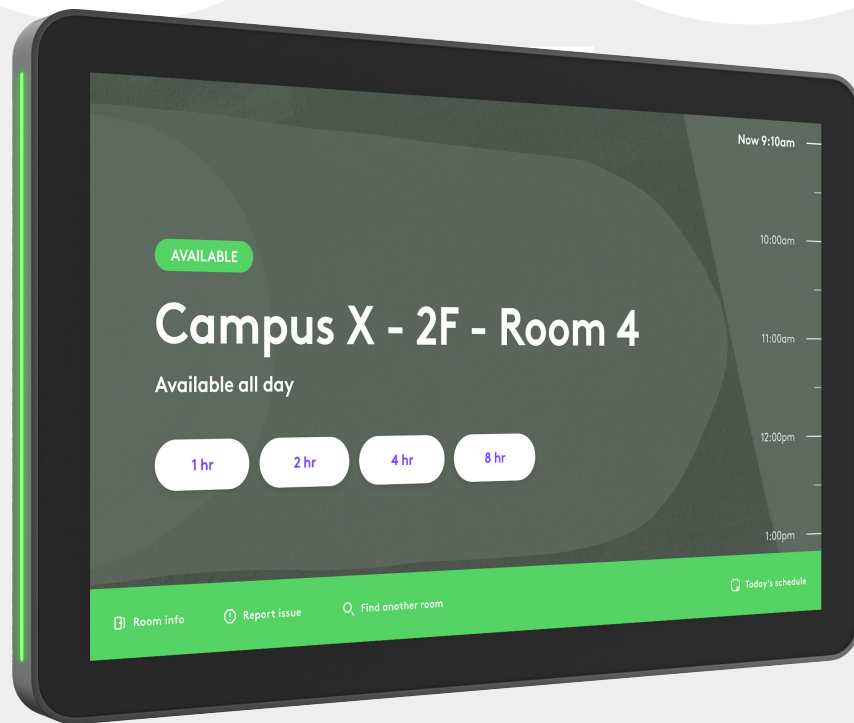 Now 9:10am
10:00am
AVAILABLE
Campus X - 2F - Room 4
11:00am
Available all day
12:00pm
1 hr
2 hr
4 hr
8 hr
1:00pm
Room info
Report issue
Find another room
Today's schedule